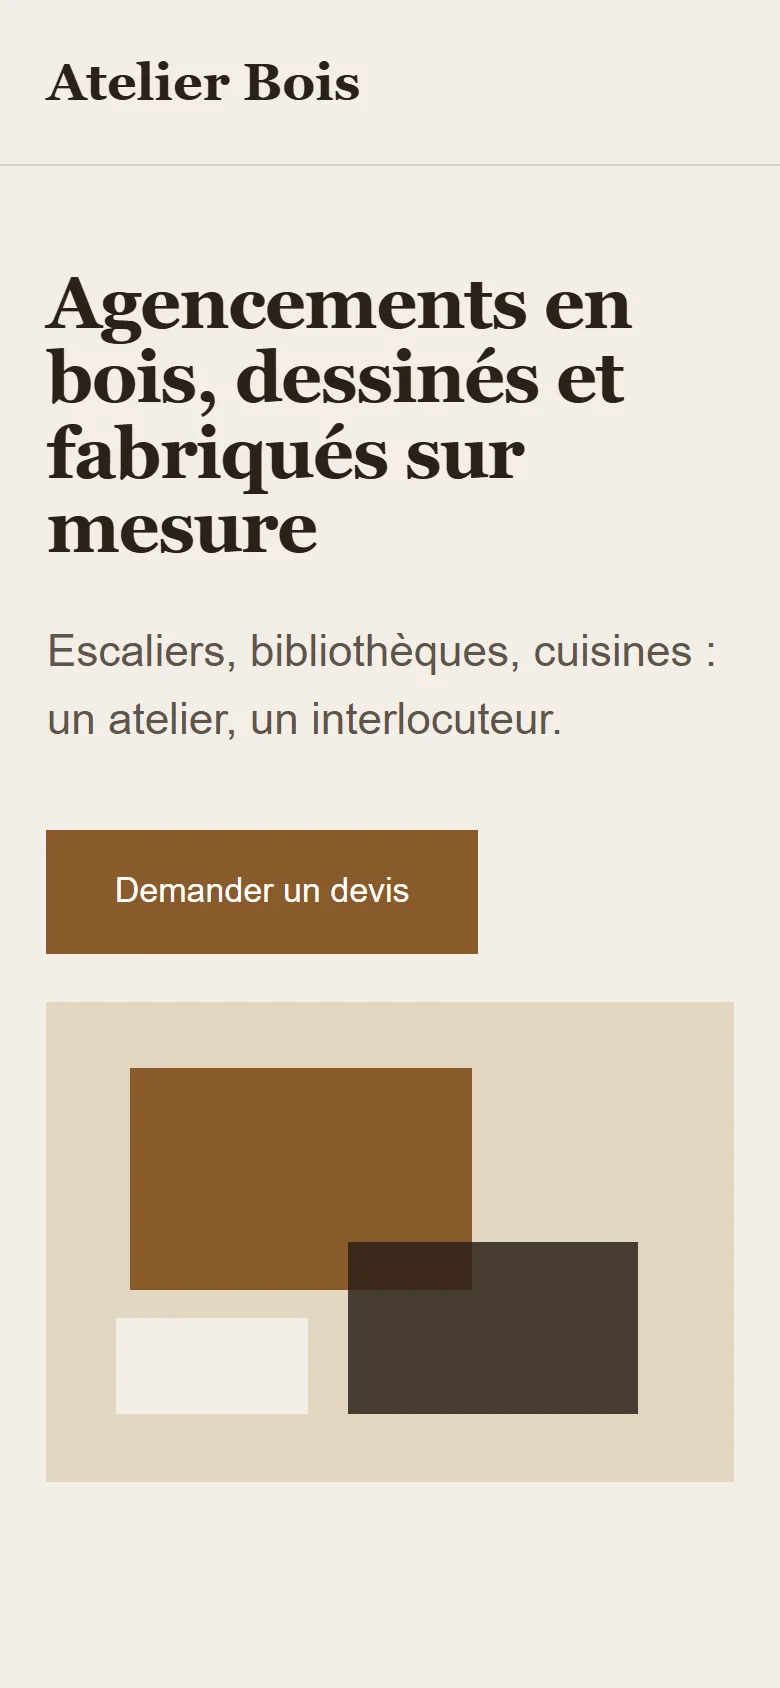 Atelier Bois
Agencements en
bois, dessinés et
fabriqués sur
mesure
Escaliers, bibliothèques, cuisines :
un atelier, un interlocuteur.
Demander un devis